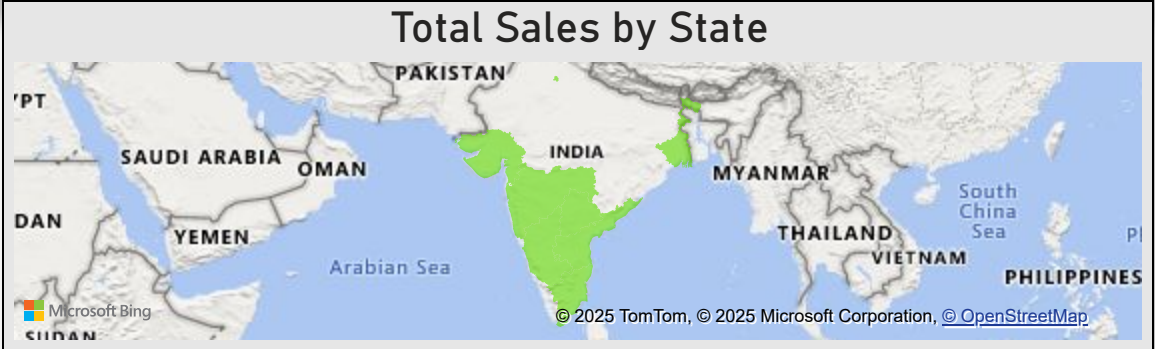 Total Sales by State
PAKISTAN
'PT
SAUDI ARABIA
OMAN
INDIA
MYANMAR
South
China
Sea
DAN
YEMEN
THAILAND
VIETNAM
Arabian Sea
PHILIPPINES
Microsoft Bing
© 2025 TomTom, © 2025 Microsoft Corporation, © OpenStreetMap
SUDAN